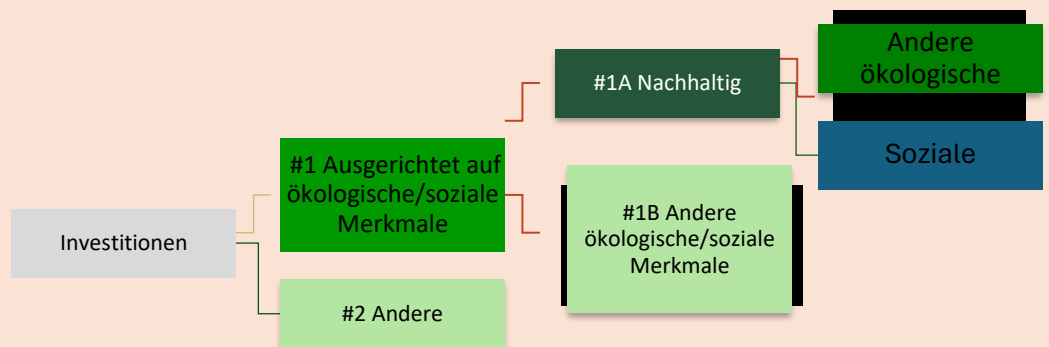 Investitionen
#1 Ausgerichtet auf
ökologische/soziale
Merkmale
#2 Andere
#1A Nachhaltig
#1B Andere
ökologische/soziale
Merkmale
Andere
ökologische
Soziale